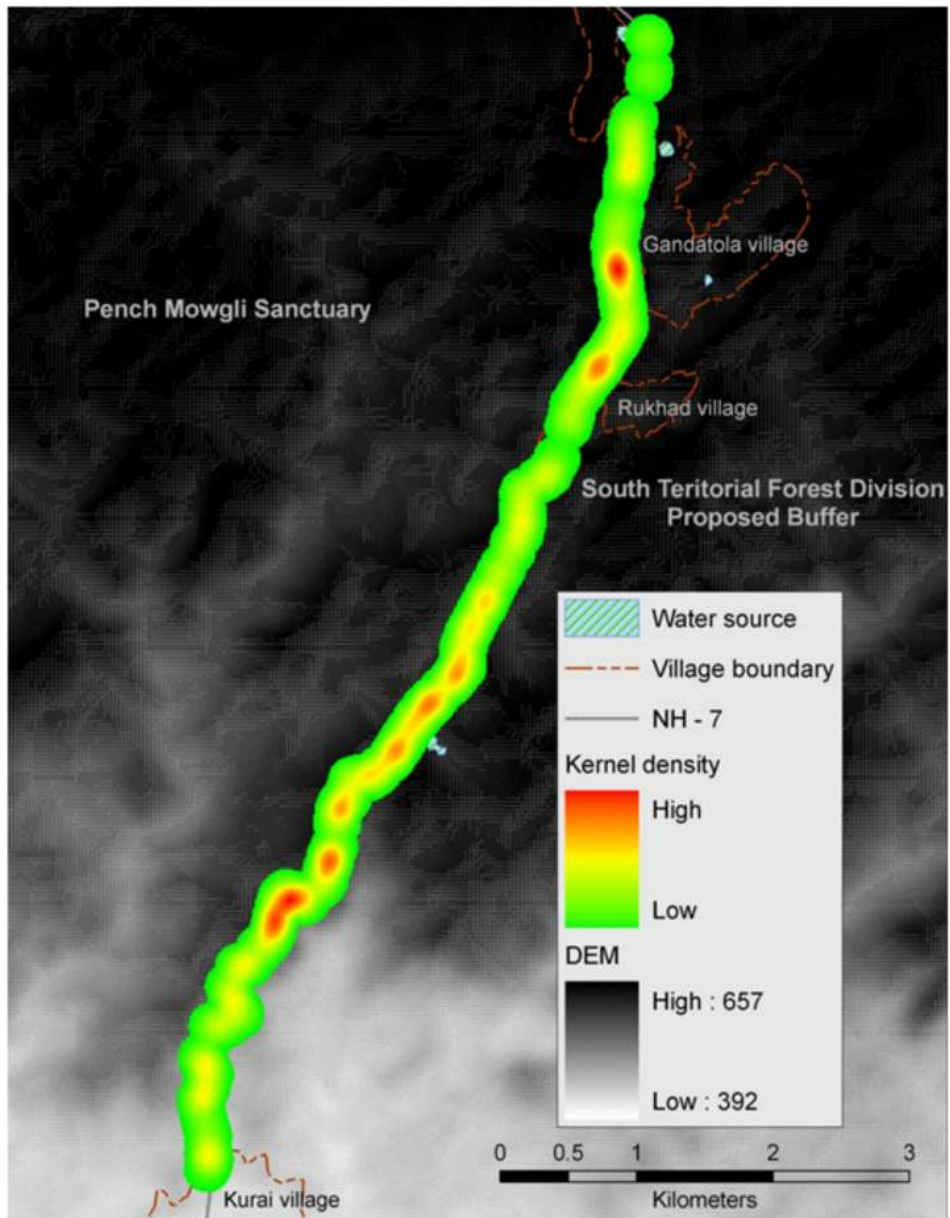 Gandatola village
Pench Mowgli Sanctuary
Rukhad village
South Teritorial Forest Division
Proposed Buffer
Water source
Village boundary
NH - 7
Kernel density
High
Low
DEM
High : 657
Low : 392
0 0.5 1 2 3
Kilometers
Kurai village